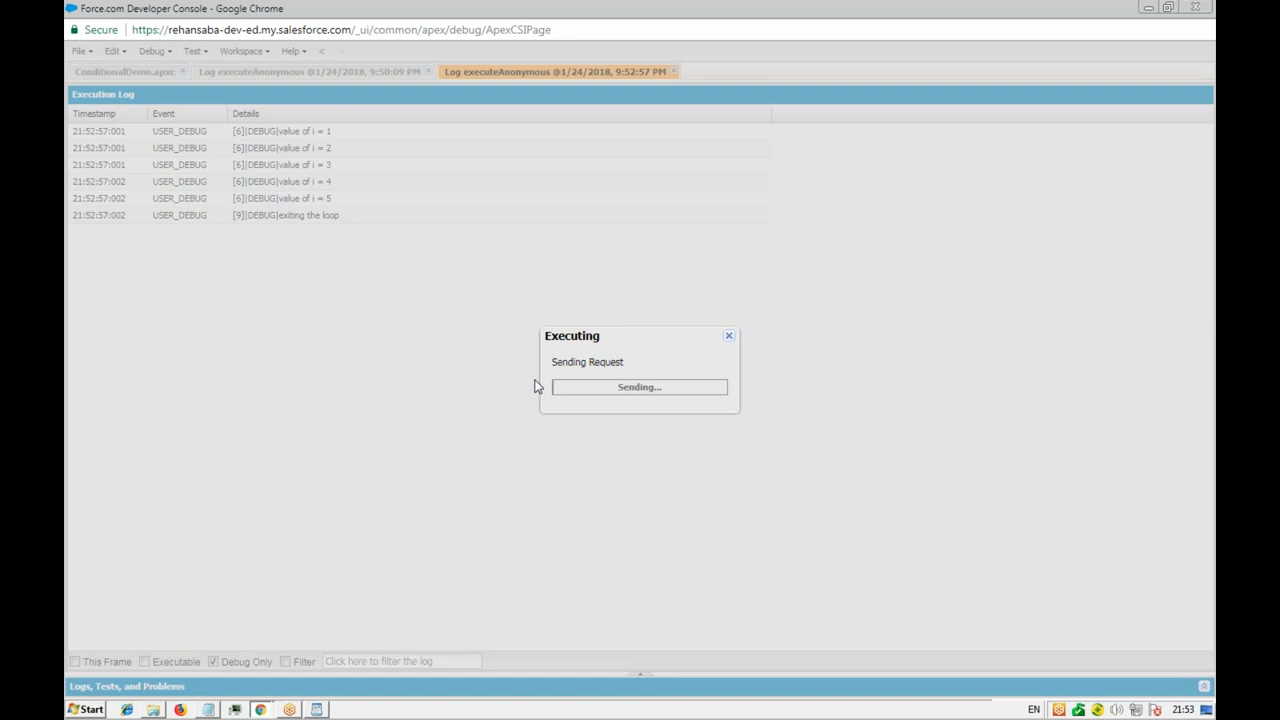 Force.com Developer Console - Google Chrome
Secure https://rehansaba-dev-ed.my.salesforce.com/_ui/common/apex/debug/ApexCSIPage
File Edit Debug Test Workspace Help < >
ConditionalDemo.apxc Log executeAnonymous @1/24/2018, 9:50:09 PM Log executeAnonymous @1/24/2018, 9:52:57 PM
Execution Log
Timestamp Event Details
21:52:57:001 USER_DEBUG [6]|DEBUG|value of i = 1
21:52:57:001 USER_DEBUG [6]|DEBUG|value of i = 2
21:52:57:001 USER_DEBUG [6]|DEBUG|value of i = 3
21:52:57:002 USER_DEBUG [6]|DEBUG|value of i = 4
21:52:57:002 USER_DEBUG [6]|DEBUG|value of i = 5
21:52:57:002 USER_DEBUG [9]|DEBUG|exiting the loop
Executing
Sending Request
Sending...
This Frame Executable Debug Only Filter Click here to filter the log
Logs, Tests, and Problems
Start EN 21:53